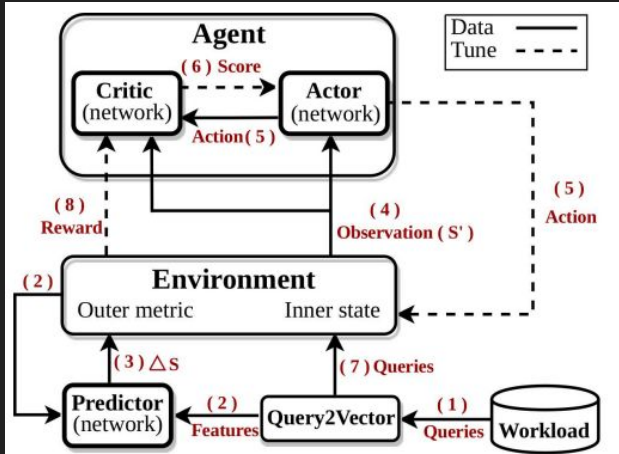 Agent
Data
Tune
( 6 ) Score
Critic
(network)
Actor
(network)
Action( 5 )
( 8 )
Reward
( 4 )
Observation ( S' )
( 5 )
Action
( 2 )
Environment
Outer metric
Inner state
( 3 ) △ S
( 7 ) Queries
Predictor
(network)
( 2 )
Features
Query2Vector
( 1 )
Queries
Workload